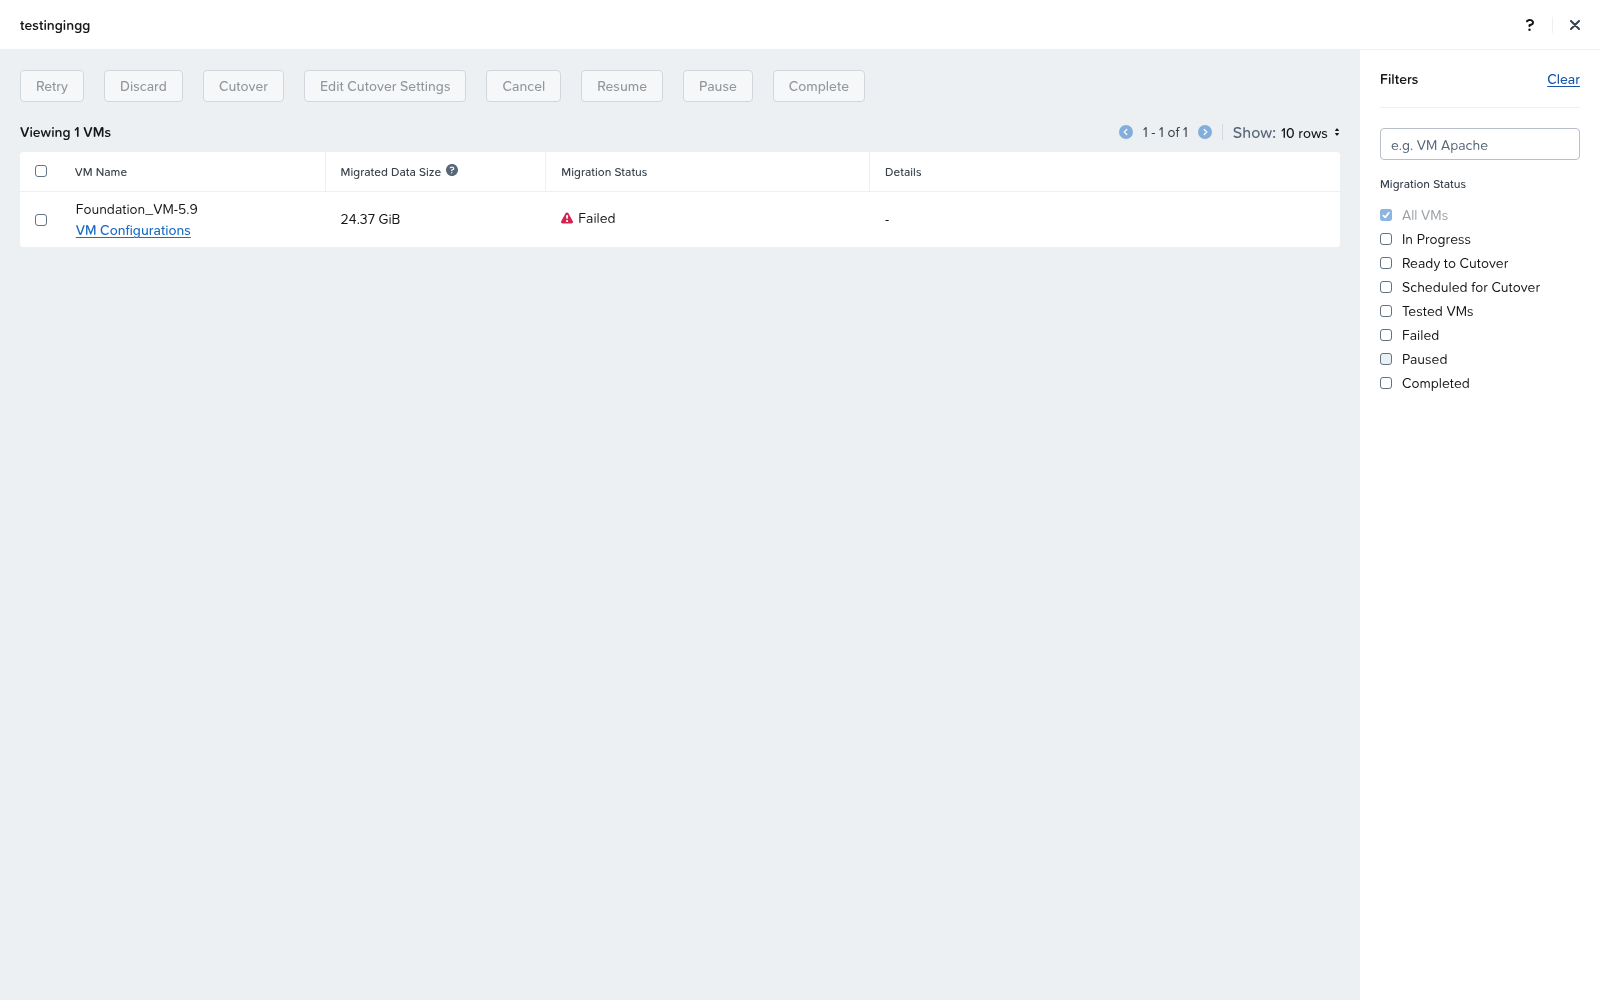 testingingg
?
Retry
Discard
Cutover
Edit Cutover Settings
Cancel
Resume
Pause
Complete
Viewing 1 VMs
1 - 1 of 1
Show: 10 rows
VM Name
Migrated Data Size ?
Migration Status
Details
Foundation_VM-5.9
VM Configurations
24.37 GiB
Failed
-
Filters
Clear
e.g. VM Apache
Migration Status
All VMs
In Progress
Ready to Cutover
Scheduled for Cutover
Tested VMs
Failed
Paused
Completed